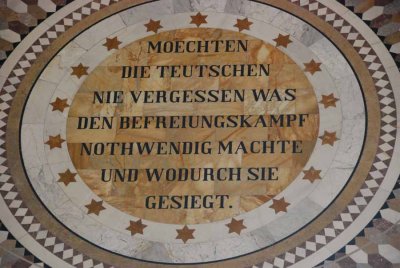 MOECHTEN
DIE TEUTSCHEN
NIE VERGESSEN WAS
DEN BEFREIUNGSKAMPF
NOTHWENDIG MACHTE
UND WODURCH SIE
GESIEGT.